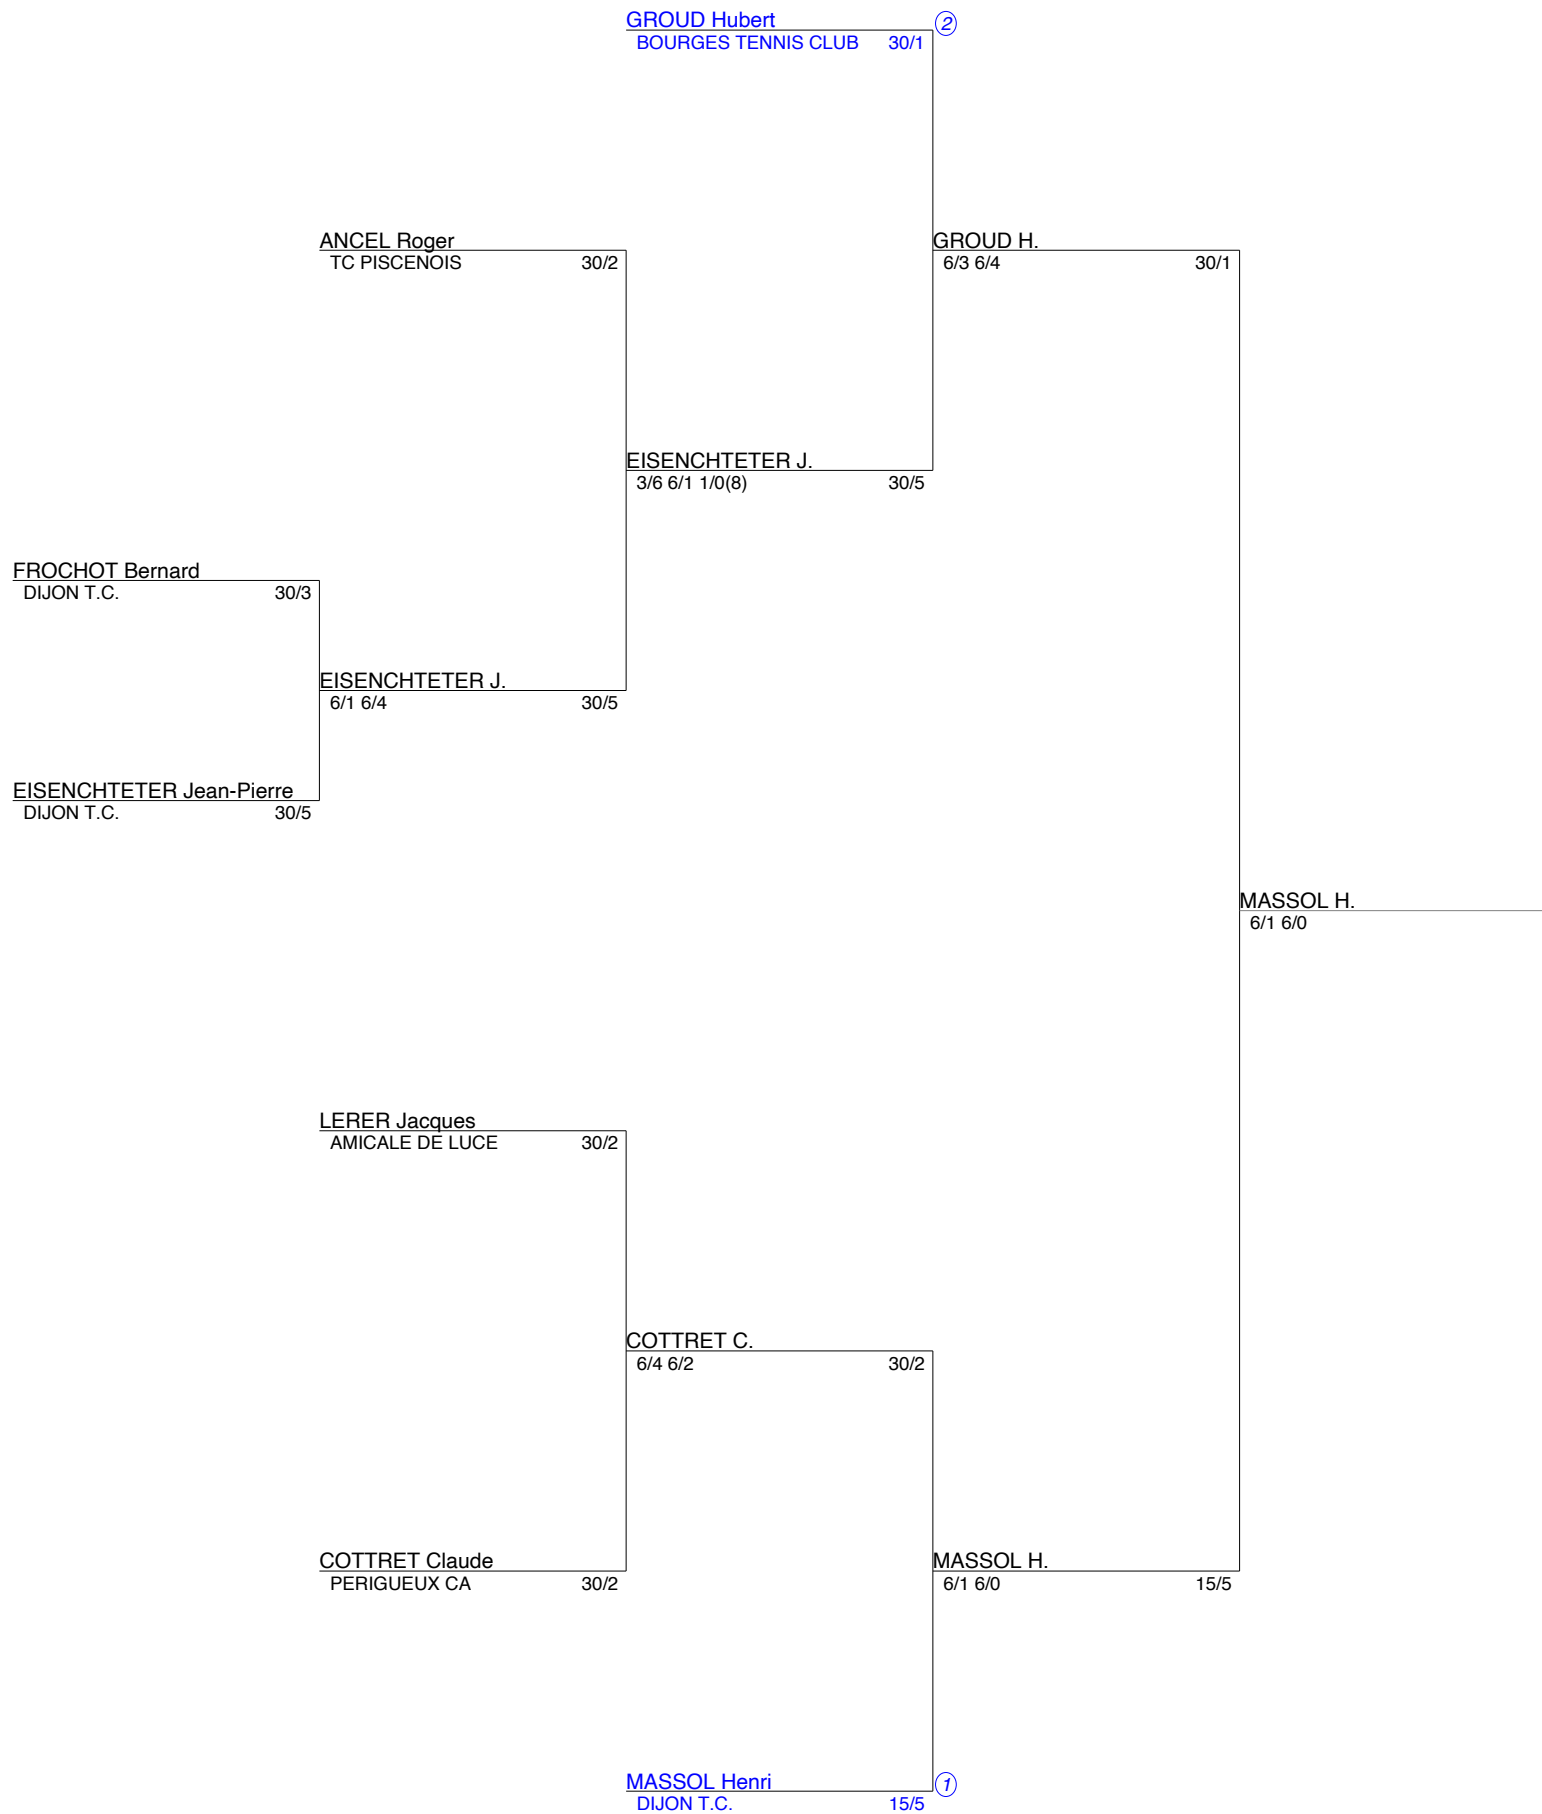 GROUD Hubert 2
BOURGES TENNIS CLUB 30/1
ANCEL Roger
TC PISCENOIS 30/2
GROUD H.
6/3 6/4 30/1
EISENCHTETER J.
3/6 6/1 1/0(8) 30/5
FROCHOT Bernard
DIJON T.C. 30/3
EISENCHTETER J.
6/1 6/4 30/5
EISENCHTETER Jean-Pierre
DIJON T.C. 30/5
MASSOL H.
6/1 6/0
LERER Jacques
AMICALE DE LUCE 30/2
COTTRET C.
6/4 6/2 30/2
COTTRET Claude
PERIGUEUX CA 30/2
MASSOL H.
6/1 6/0 15/5
MASSOL Henri 1
DIJON T.C. 15/5